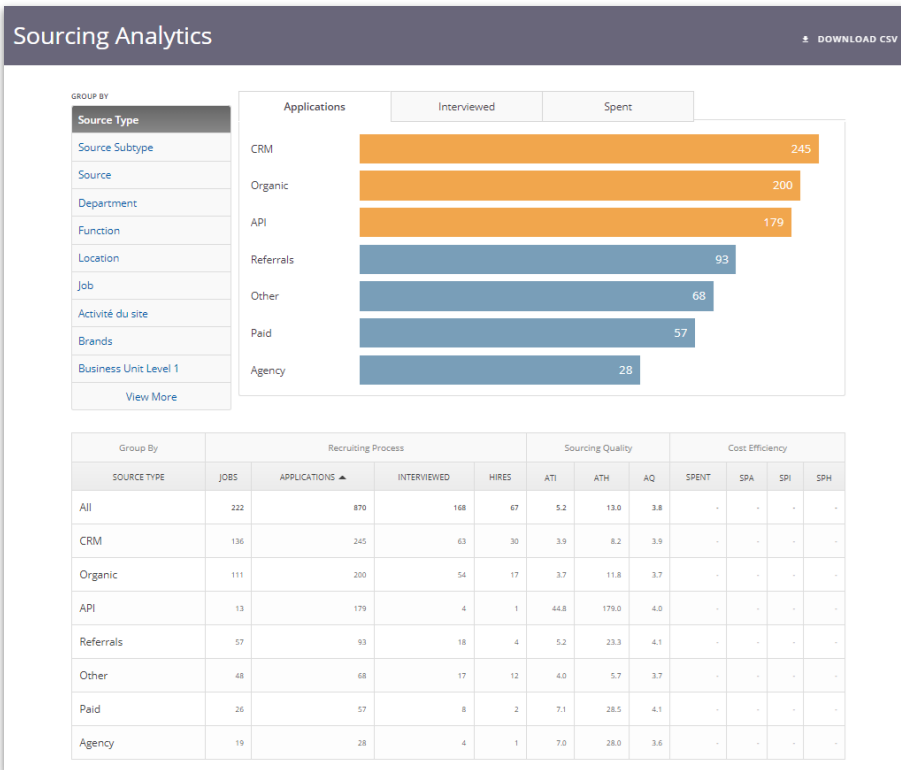 Sourcing Analytics
DOWNLOAD CSV
GROUP BY
Source Type
Source Subtype
Source
Department
Function
Location
Job
Activité du site
Brands
Business Unit Level 1
View More
Applications Interviewed Spent
CRM 245
Organic 200
API 179
Referrals 93
Other 68
Paid 57
Agency 28
Group By Recruiting Process Sourcing Quality Cost Efficiency
SOURCE TYPE JOBS APPLICATIONS INTERVIEWED HIRES ATI ATH AQ SPENT SPA SPI SPH
All 222 870 168 67 5.2 13.0 3.8 - - - -
CRM 136 245 63 30 3.9 8.2 3.9 - - - -
Organic 111 200 54 17 3.7 11.8 3.7 - - - -
API 13 179 4 1 44.8 179.0 4.0 - - - -
Referrals 57 93 18 4 5.2 23.3 4.1 - - - -
Other 48 68 17 12 4.0 5.7 3.7 - - - -
Paid 26 57 8 2 7.1 28.5 4.1 - - - -
Agency 19 28 4 1 7.0 28.0 3.6 - - - -